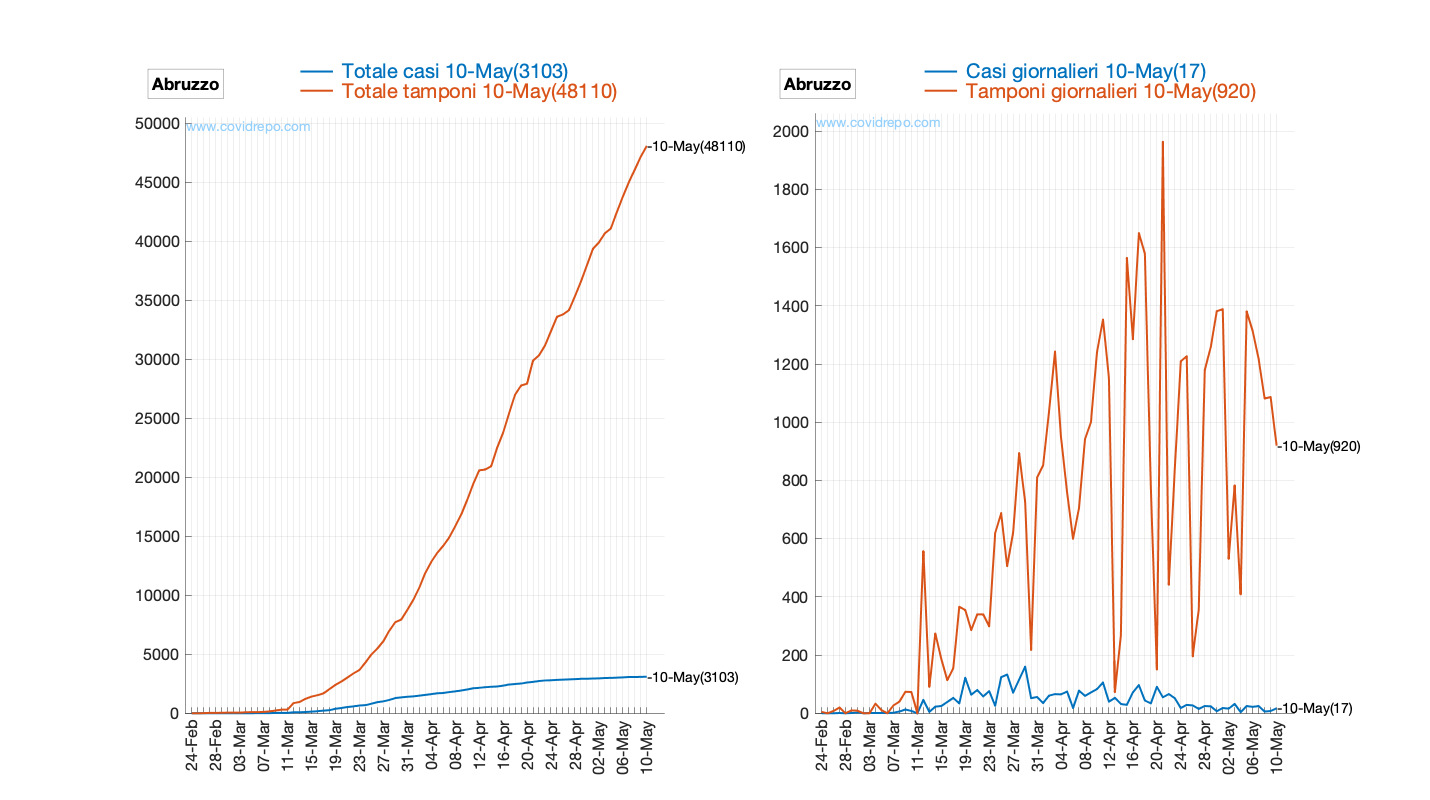 Abruzzo
Totale casi 10-May(3103)
Totale tamponi 10-May(48110)
www.covidrepo.com
50000
45000
40000
35000
30000
25000
20000
15000
10000
5000
0
-10-May(48110)
-10-May(3103)
24-Feb
28-Feb
03-Mar
07-Mar
11-Mar
15-Mar
19-Mar
23-Mar
27-Mar
31-Mar
04-Apr
08-Apr
12-Apr
16-Apr
20-Apr
24-Apr
28-Apr
02-May
06-May
10-May
Abruzzo
Casi giornalieri 10-May(17)
Tamponi giornalieri 10-May(920)
www.covidrepo.com
2000
1800
1600
1400
1200
1000
800
600
400
200
0
-10-May(920)
-10-May(17)
24-Feb
28-Feb
03-Mar
07-Mar
11-Mar
15-Mar
19-Mar
23-Mar
27-Mar
31-Mar
04-Apr
08-Apr
12-Apr
16-Apr
20-Apr
24-Apr
28-Apr
02-May
06-May
10-May